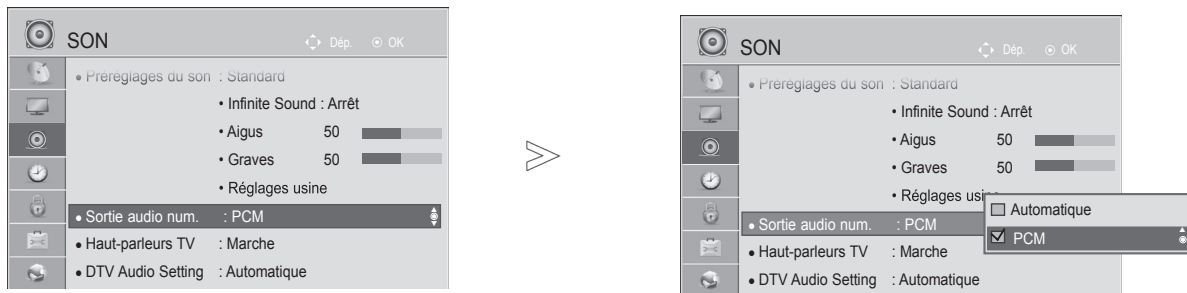 SON Dép. OK
• Préréglages du son : Standard
• Infinite Sound : Arrêt
• Aigus 50
• Graves 50
• Réglages usine
• Sortie audio num. : PCM
• Haut-parleurs TV : Marche
• DTV Audio Setting : Automatique
SON Dép. OK
• Préréglages du son : Standard
• Infinite Sound : Arrêt
• Aigus 50
• Graves 50
• Réglages usi
Automatique
• Sortie audio num. : PCM
PCM
• Haut-parleurs TV : Marche
• DTV Audio Setting : Automatique